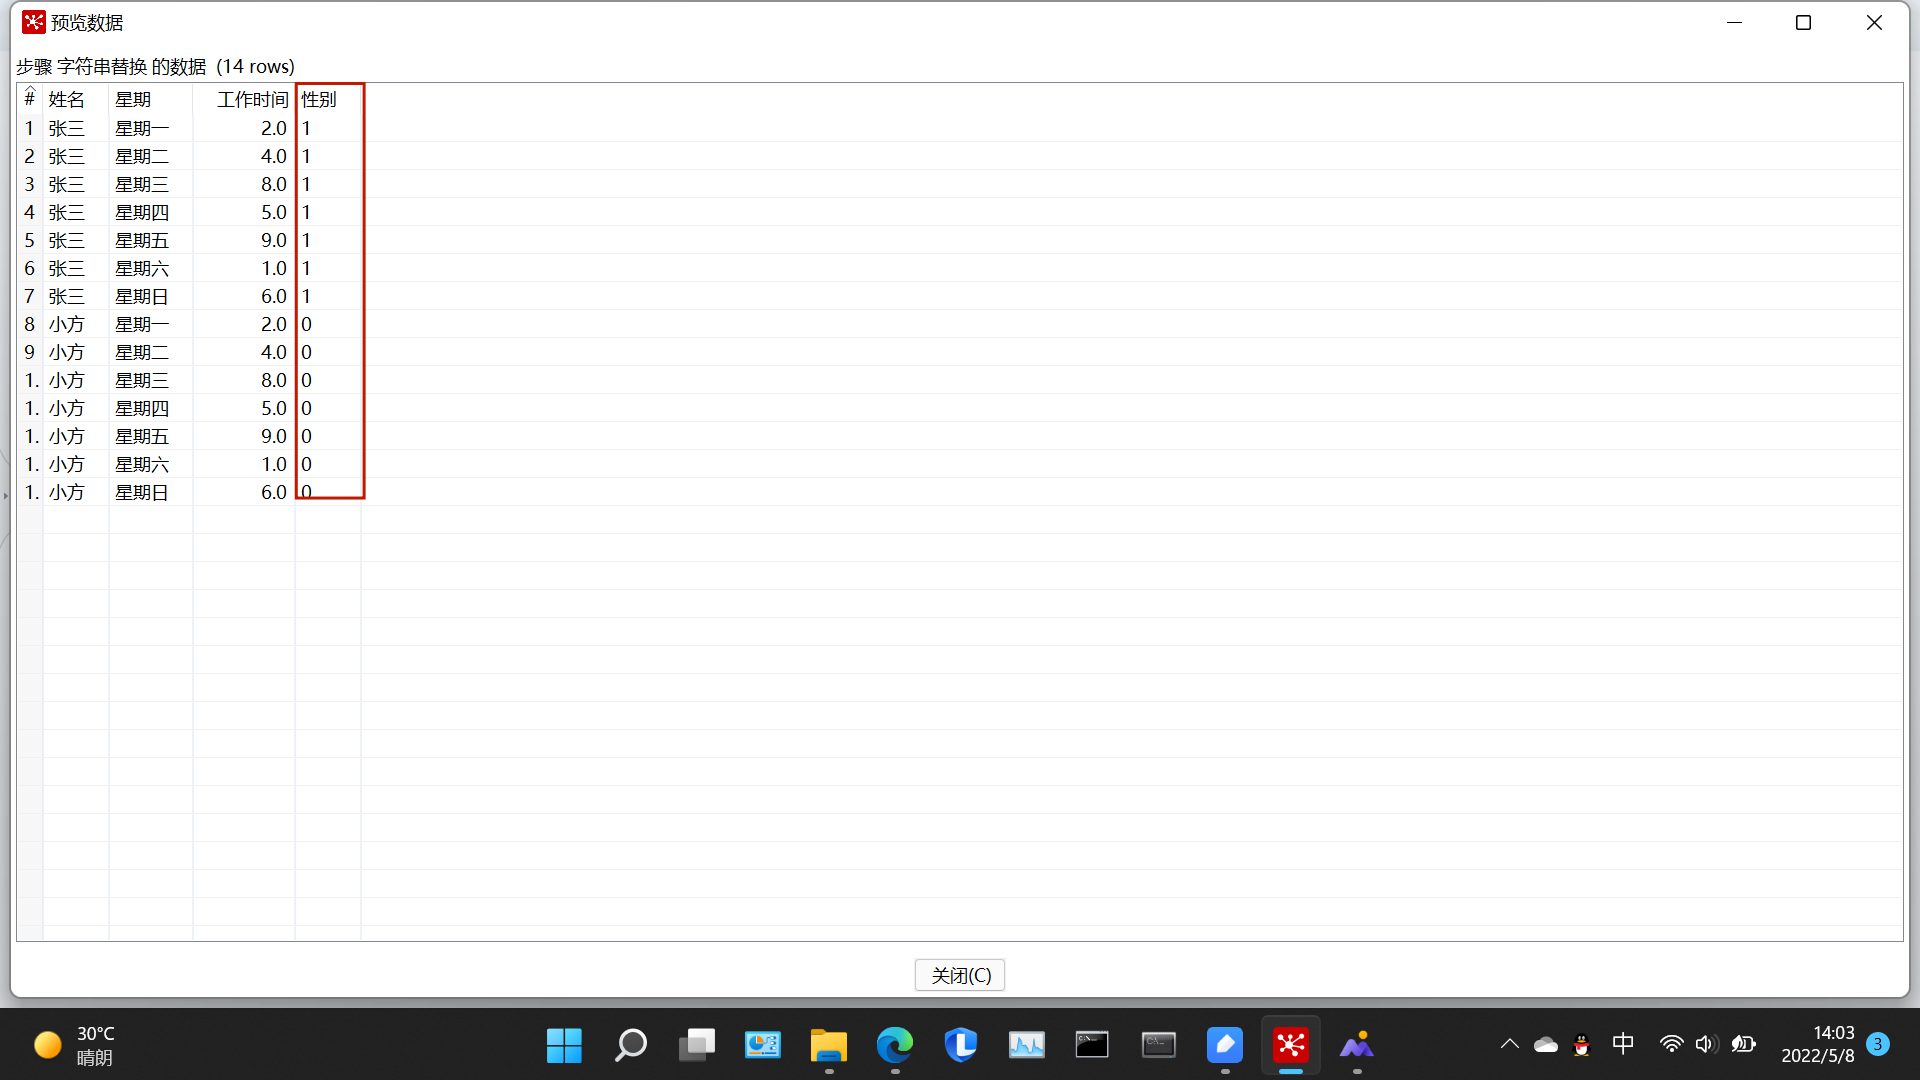 预览数据
步骤 字符串替换 的数据 (14 rows)
# 姓名 星期 工作时间 性别
1 张三 星期一 2.0 1
2 张三 星期二 4.0 1
3 张三 星期三 8.0 1
4 张三 星期四 5.0 1
5 张三 星期五 9.0 1
6 张三 星期六 1.0 1
7 张三 星期日 6.0 1
8 小方 星期一 2.0 0
9 小方 星期二 4.0 0
1. 小方 星期三 8.0 0
1. 小方 星期四 5.0 0
1. 小方 星期五 9.0 0
1. 小方 星期六 1.0 0
1. 小方 星期日 6.0 0
关闭(C)
30°C
晴朗
中
14:03
2022/5/8
3